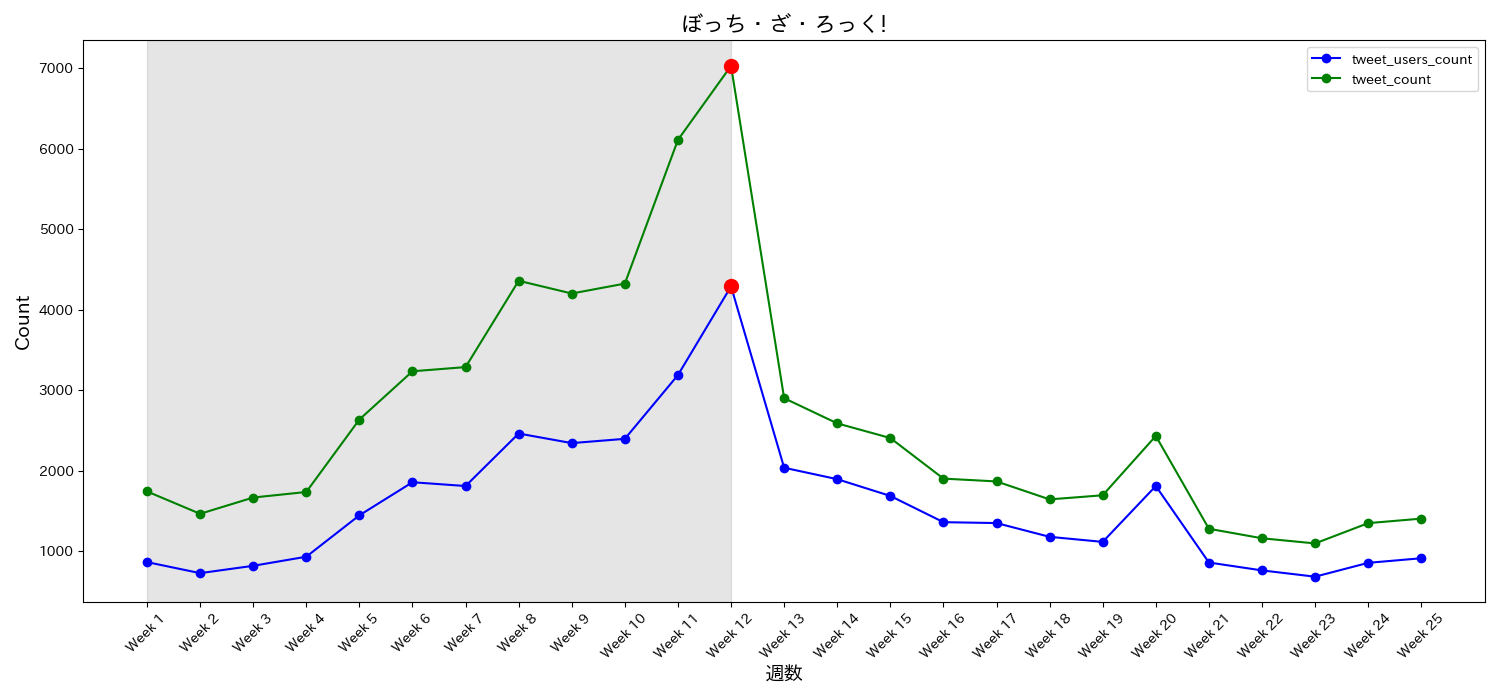 ぼっち・ざ・ろっく!
tweet_users_count
tweet_count
7000
6000
5000
4000
3000
2000
1000
Count
Week 1
Week 2
Week 3
Week 4
Week 5
Week 6
Week 7
Week 8
Week 9
Week 10
Week 11
Week 12
Week 13
Week 14
Week 15
Week 16
Week 17
Week 18
Week 19
Week 20
Week 21
Week 22
Week 23
Week 24
Week 25
週数